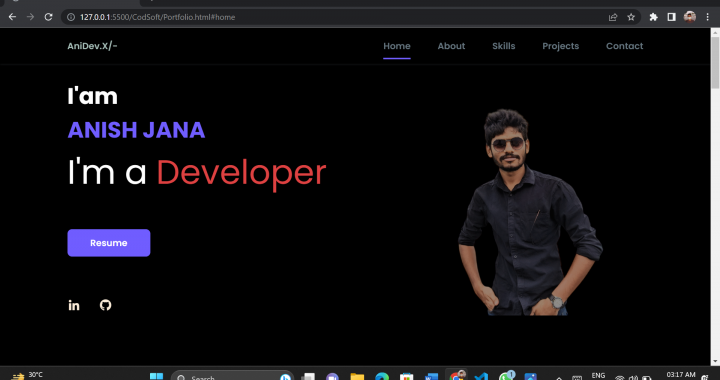 127.0.0.1:5500/CodSoft/Portfolio.html#home
AniDev.X/-
Home About Skills Projects Contact
I'am
ANISH JANA
I'm a Developer
Resume
in
30°C
Search
ENG
03:17 AM